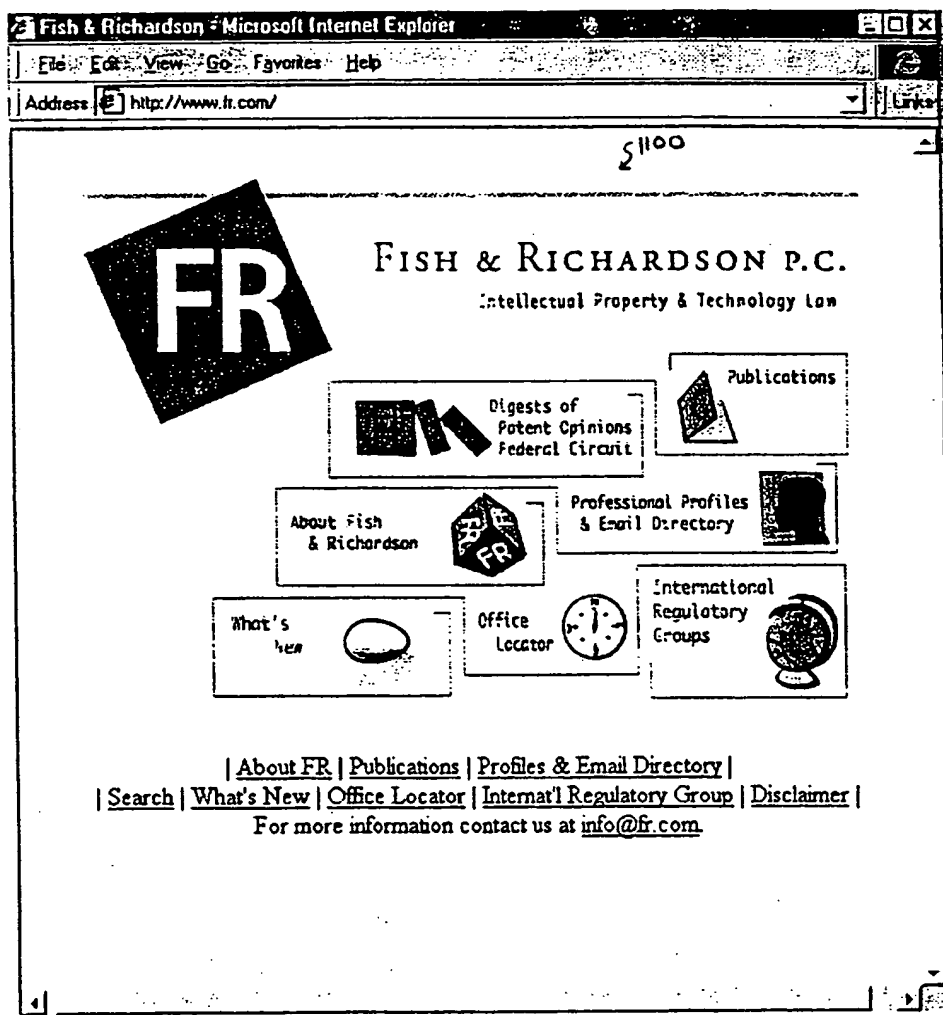 Fish & Richardson - Microsoft Internet Explorer
File Edit View Go Favorites Help
Address http://www.fr.com/ Links
1100
FR
FISH & RICHARDSON P.C.
Intellectual Property & Technology Law
Publications
Digests of
Patent Opinions
Federal Circuit
Professional Profiles
& Email Directory
About Fish
& Richardson
FR
International
Regulatory
Groups
What's
New
Office
Locator
| About FR | Publications | Profiles & Email Directory |
| Search | What's New | Office Locator | Internat'l Regulatory Group | Disclaimer |
For more information contact us at info@fr.com.